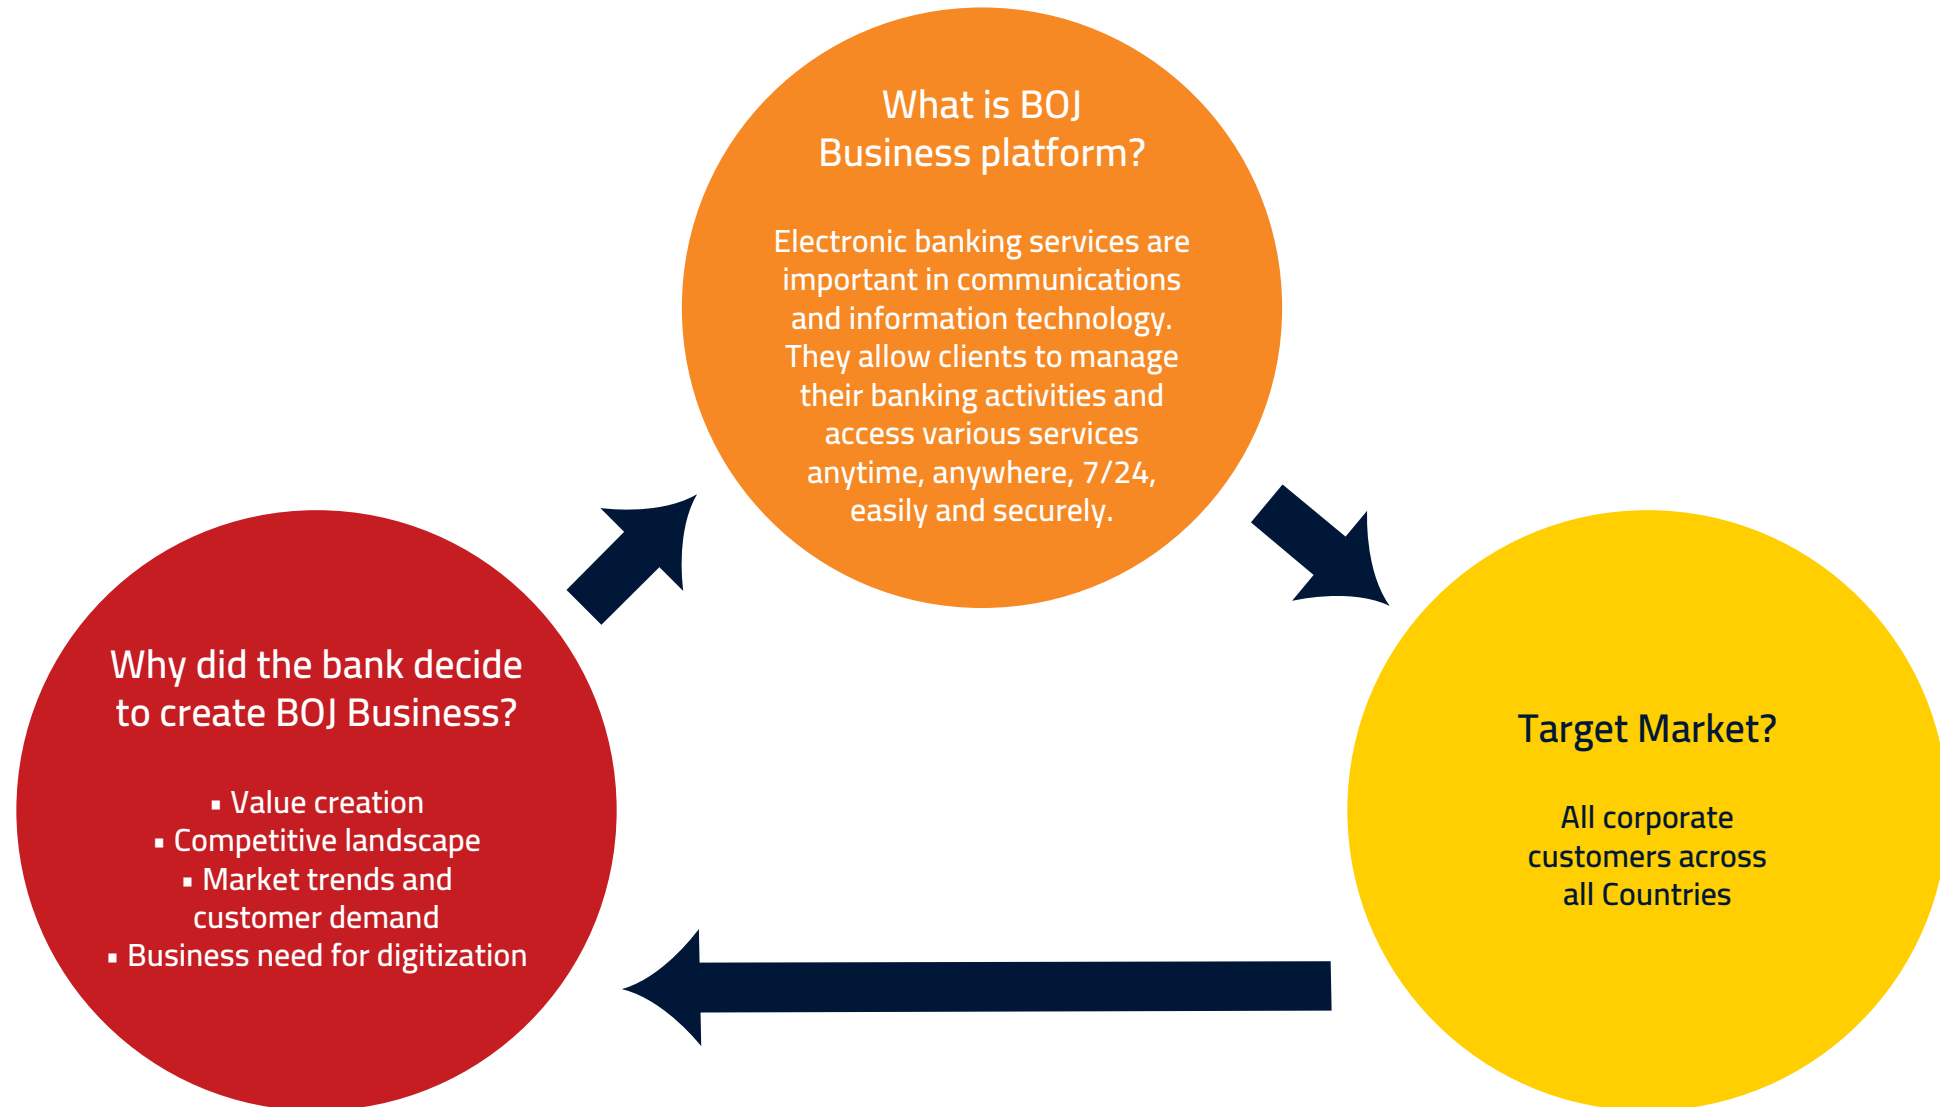 What is BOJ
Business platform?
Electronic banking services are
important in communications
and information technology.
They allow clients to manage
their banking activities and
access various services
anytime, anywhere, 7/24,
easily and securely.
Why did the bank decide
to create BOJ Business?
▪ Value creation
▪ Competitive landscape
▪ Market trends and
customer demand
▪ Business need for digitization
Target Market?
All corporate
customers across
all Countries